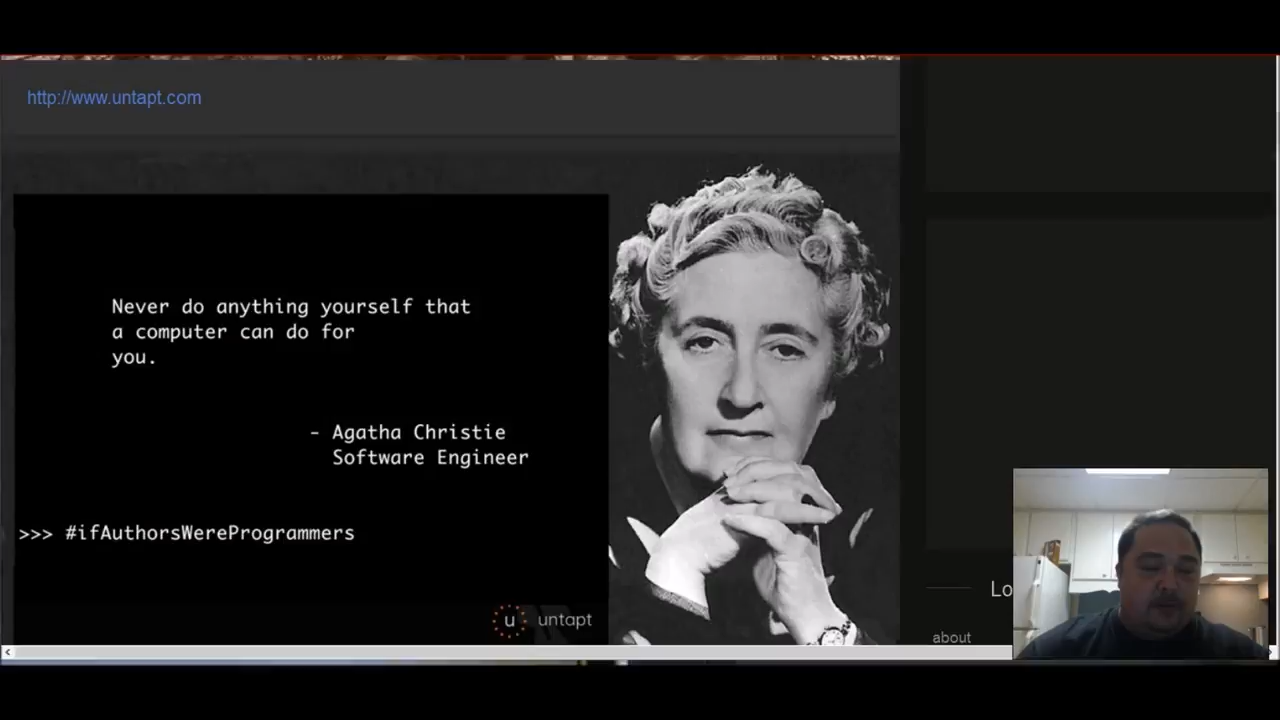 http://www.untapt.com
Never do anything yourself that
a computer can do for
you.
- Agatha Christie
Software Engineer
>>> #ifAuthorsWereProgrammers
u untapt
Lo
about